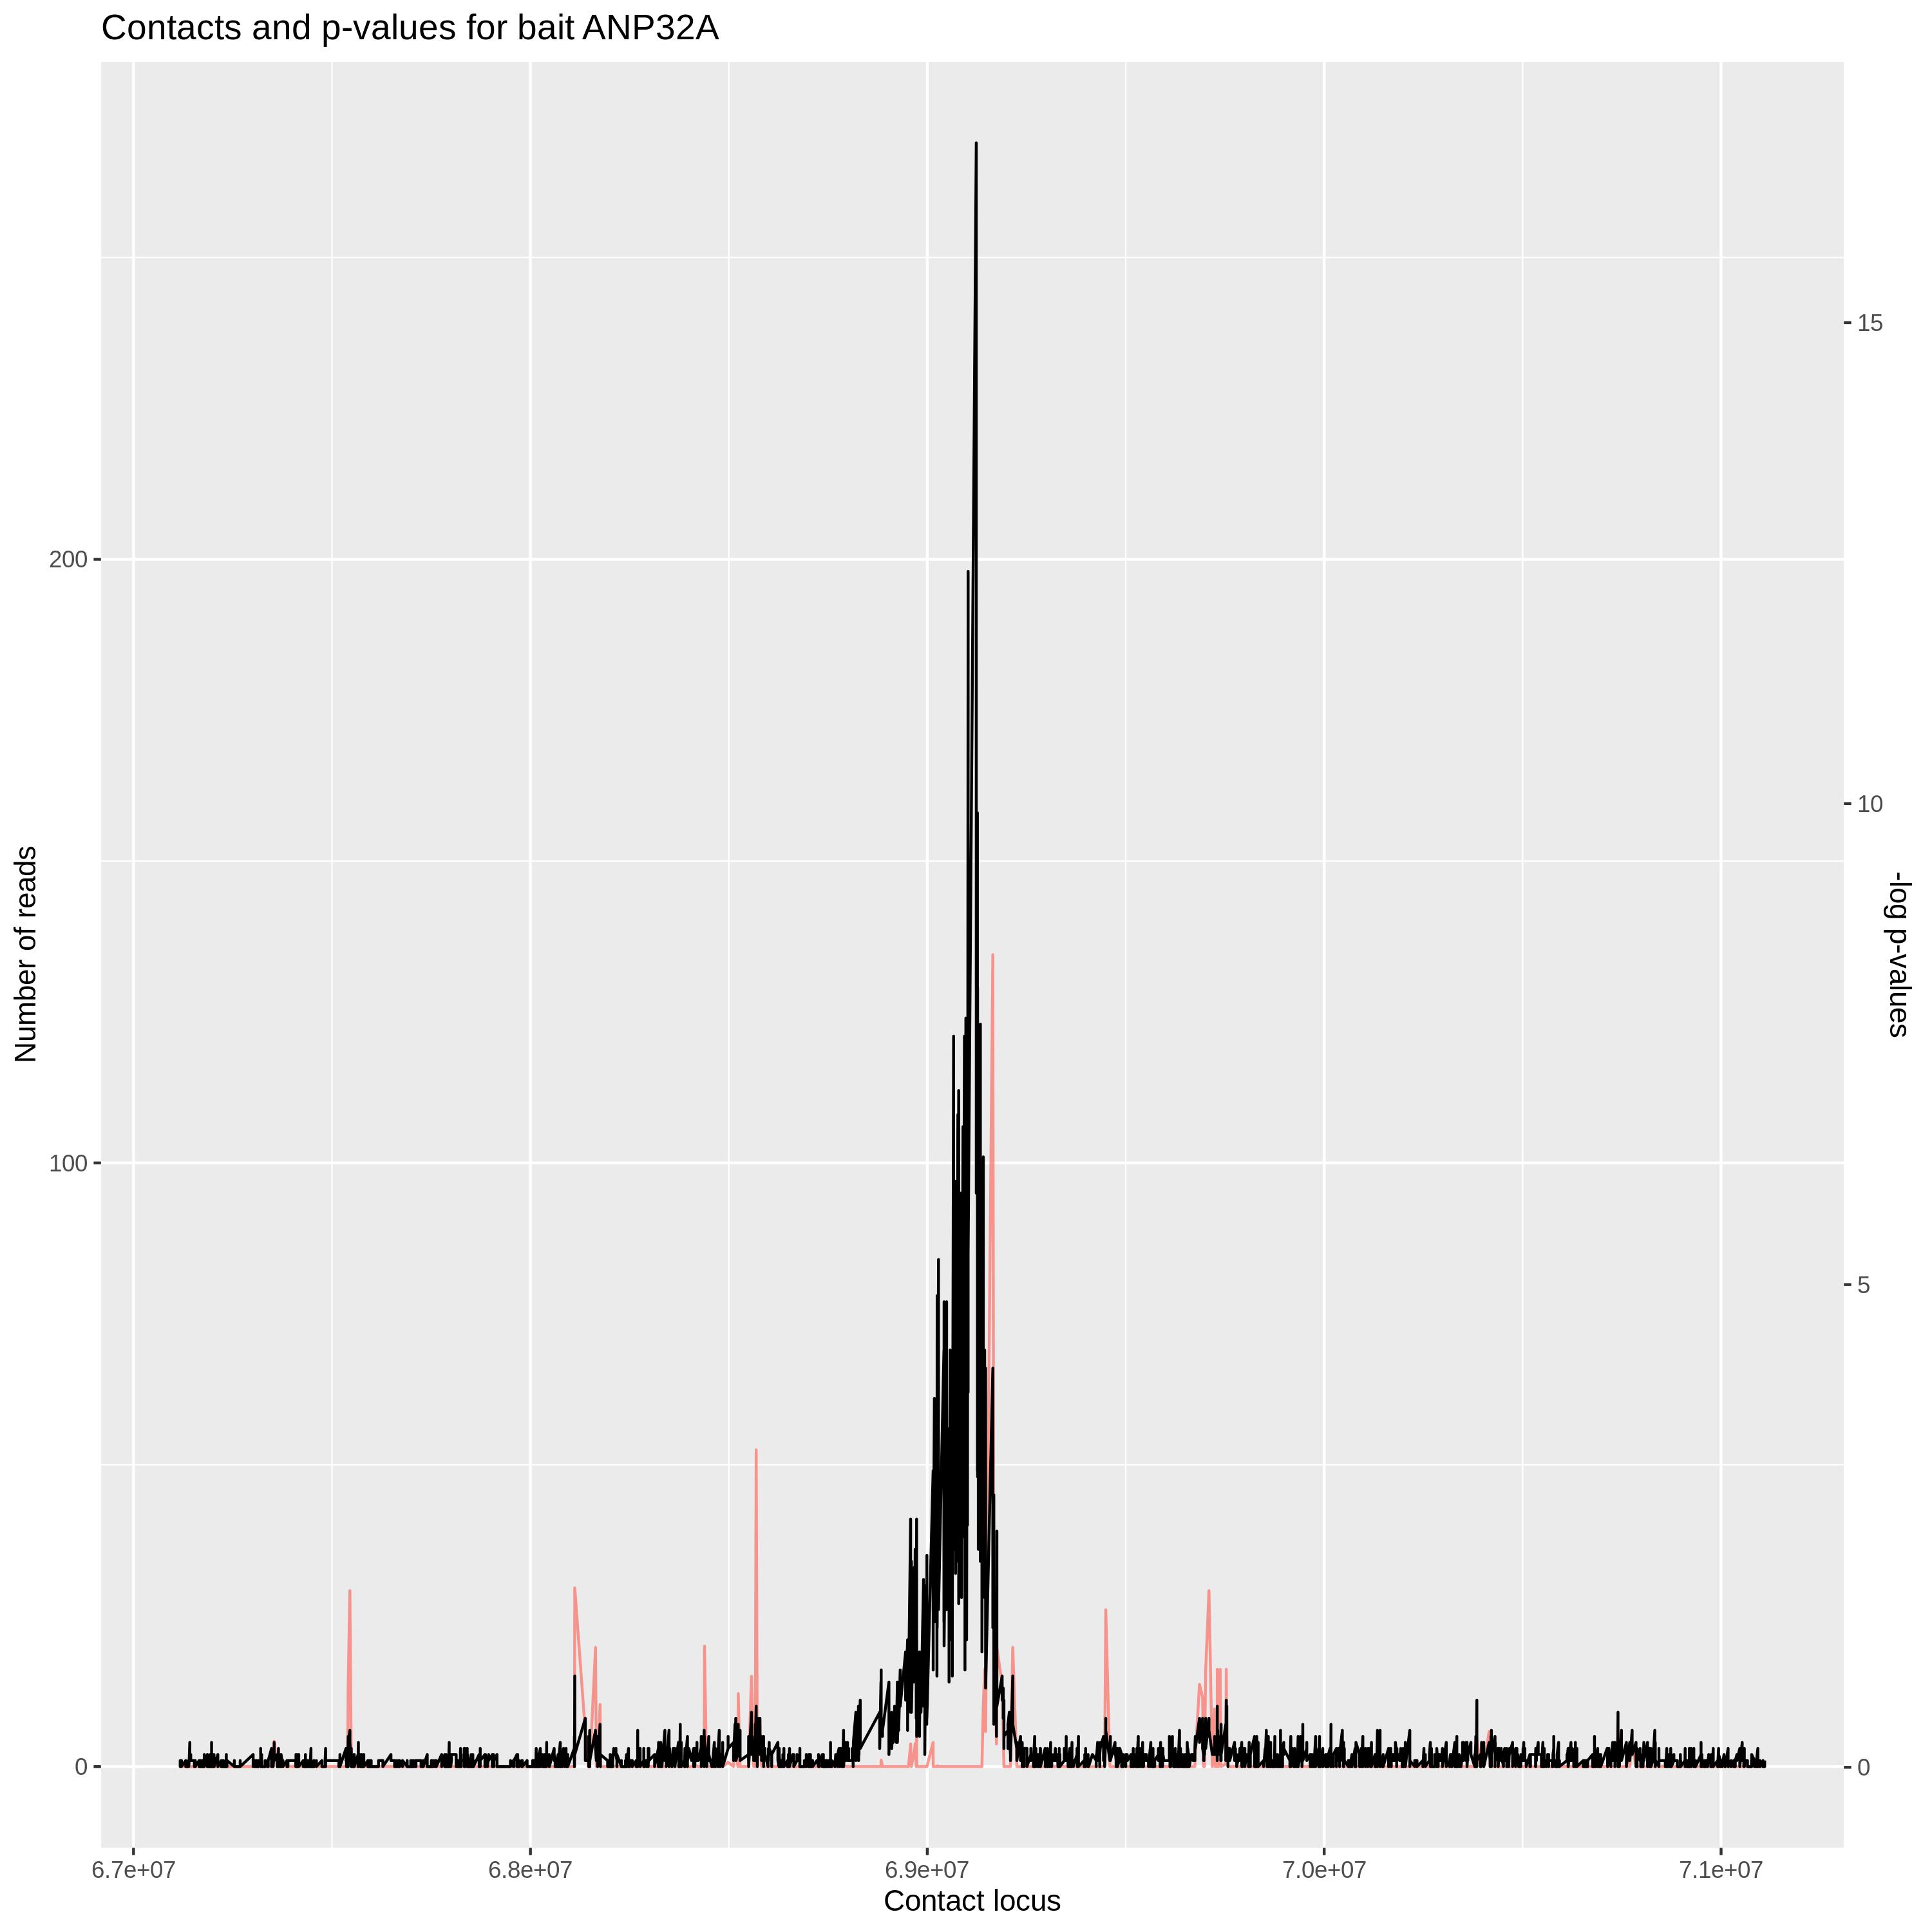 Contacts and p-values for bait ANP32A
Number of reads
200
100
0
15
10
5
0
-log p-values
6.7e+07
6.8e+07
6.9e+07
7.0e+07
7.1e+07
Contact locus